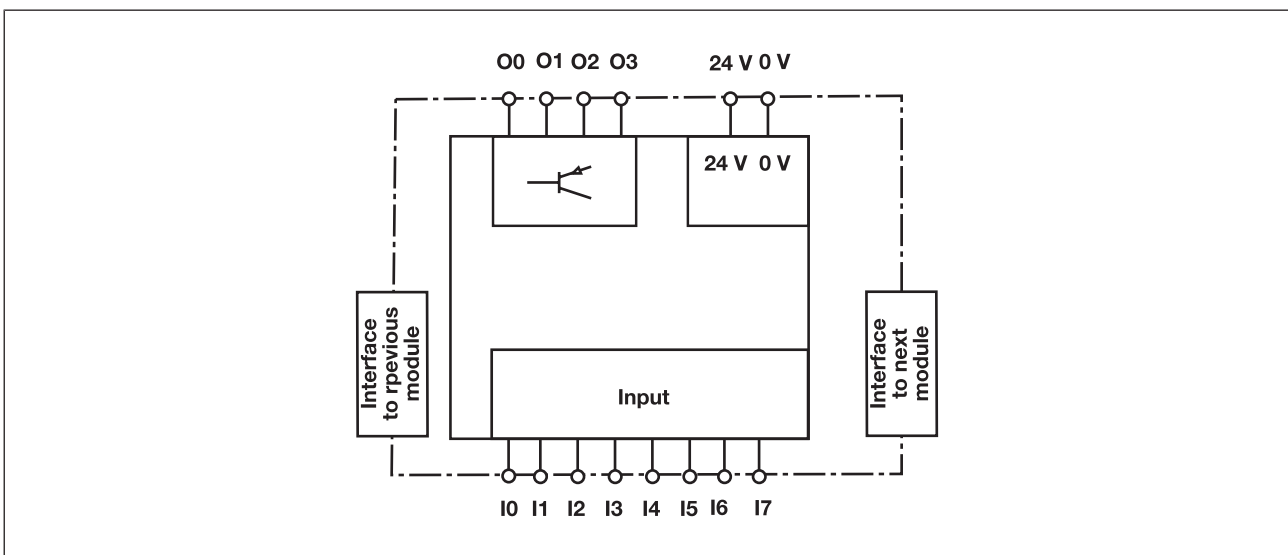 O0 O1 O2 O3 24 V 0 V
24 V 0 V
Interface
to rpevious
module
Interface
to next
module
Input
I0 I1 I2 I3 I4 I5 I6 I7